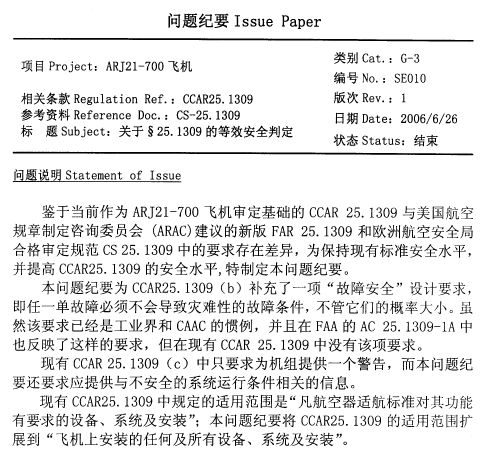 问题纪要 Issue Paper
项目 Project: ARJ21-700 飞机
类别 Cat.: G-3
编号 No.: SE010
相关条款 Regulation Ref.: CCAR25.1309
版次 Rev.: 1
参考资料 Reference Doc.: CS-25.1309
日期 Date: 2006/6/26
标 题 Subject: 关于§25.1309 的等效安全判定
状态 Status: 结束
问题说明 Statement of Issue
鉴于当前作为 ARJ21-700 飞机审定基础的 CCAR 25.1309 与美国航空
规章制定咨询委员会 (ARAC)建议的新版 FAR 25.1309 和欧洲航空安全局
合格审定规范 CS 25.1309 中的要求存在差异，为保持现有标准安全水平，
并提高 CCAR25.1309 的安全水平,特制定本问题纪要。
本问题纪要为 CCAR25.1309（b）补充了一项“故障安全”设计要求，
即任一单故障必须不会导致灾难性的故障条件，不管它们的概率大小。虽
然该要求已经是工业界和 CAAC 的惯例，并且在 FAA 的 AC 25.1309-1A 中
也反映了这样的要求，但在现有 CCAR 25.1309 中没有该项要求。
现有 CCAR 25.1309（c）中只要求为机组提供一个警告，而本问题纪
要还要求应提供与不安全的系统运行条件相关的信息。
现有 CCAR 25.1309 中规定的适用范围是“凡航空器适航标准对其功能
有要求的设备、系统及安装”；本问题纪要将 CCAR25.1309 的适用范围扩
展到“飞机上安装的任何及所有设备、系统及安装”。